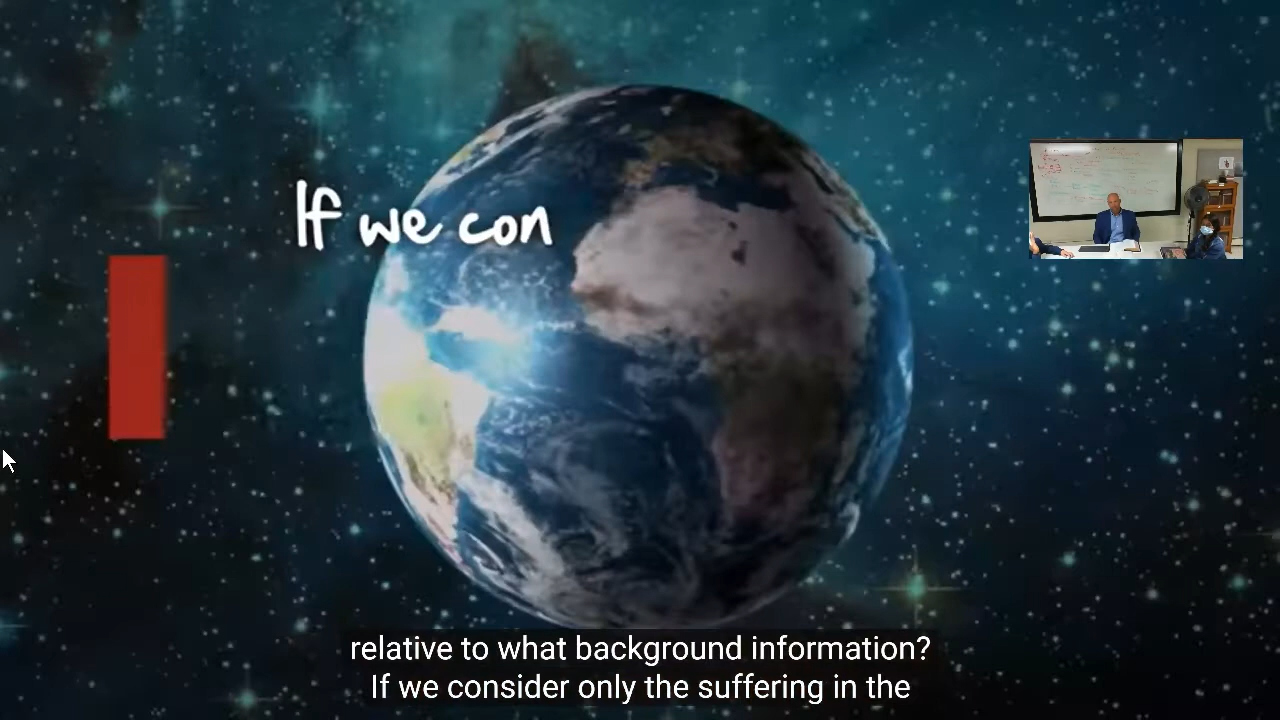 If we con
relative to what background information?
If we consider only the suffering in the